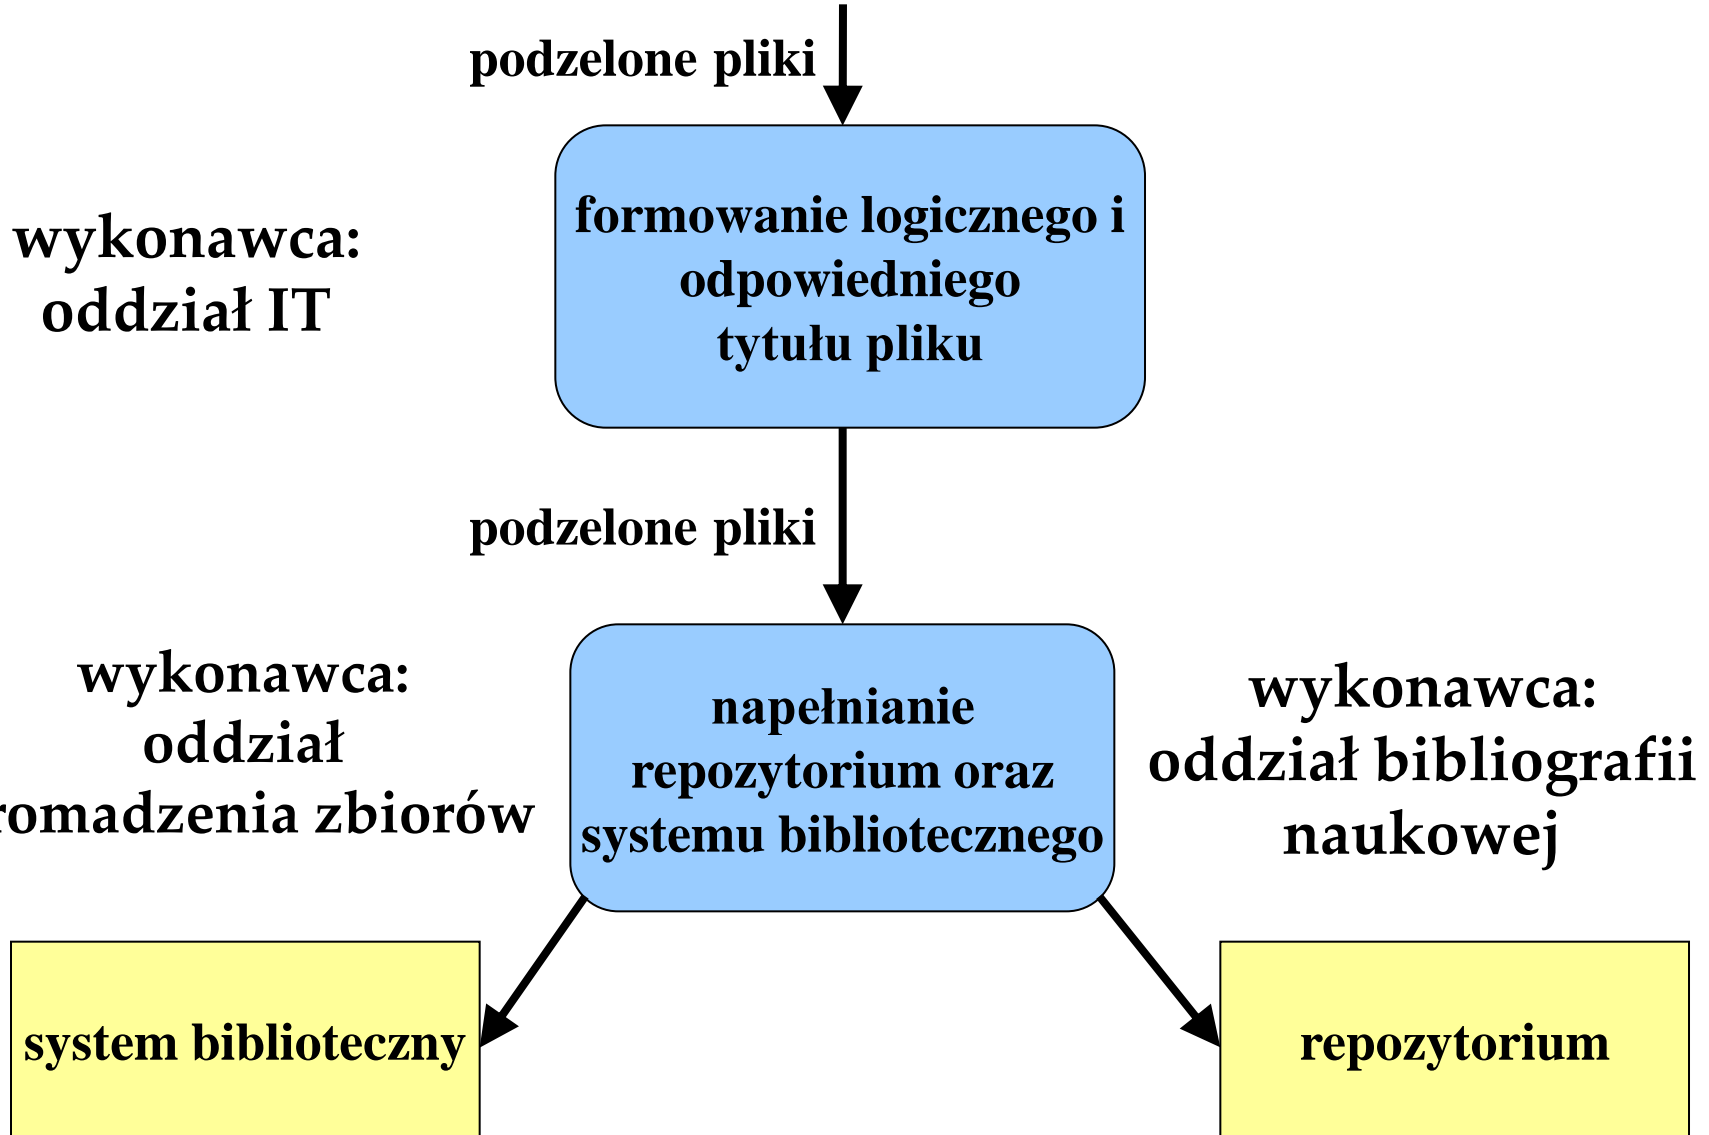 podzelone pliki
formowanie logicznego i
odpowiedniego
tytułu pliku
wykonawca:
oddział IT
podzelone pliki
wykonawca:
oddział
romadzenia zbiorów
napełnianie
repozytorium oraz
systemu bibliotecznego
wykonawca:
oddział bibliografii
naukowej
system biblioteczny
repozytorium